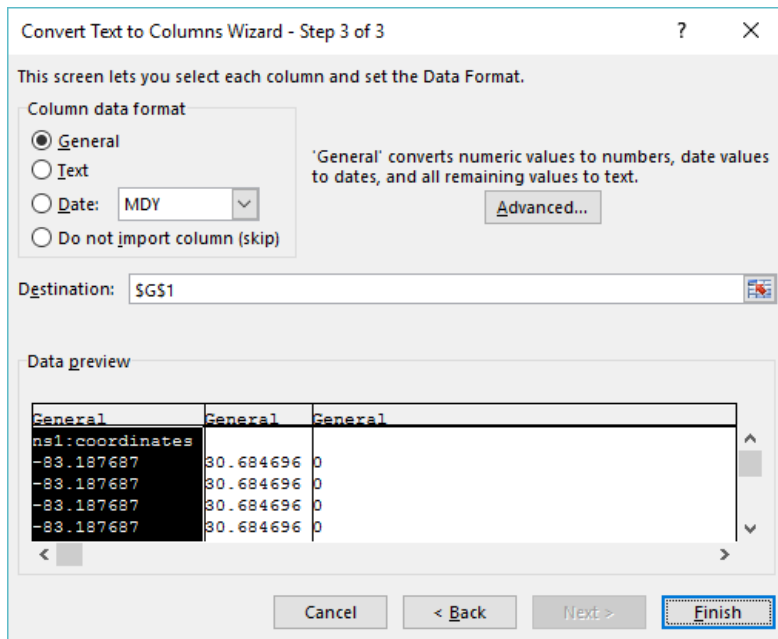 Convert Text to Columns Wizard - Step 3 of 3 ?
This screen lets you select each column and set the Data Format.
Column data format
General
Text
Date: MDY
Do not import column (skip)
'General' converts numeric values to numbers, date values
to dates, and all remaining values to text.
Advanced...
Destination: $G$1
Data preview
General General General
ns1:coordinates
-83.187687 30.684696 0
-83.187687 30.684696 0
-83.187687 30.684696 0
-83.187687 30.684696 0
Cancel < Back Next > Finish